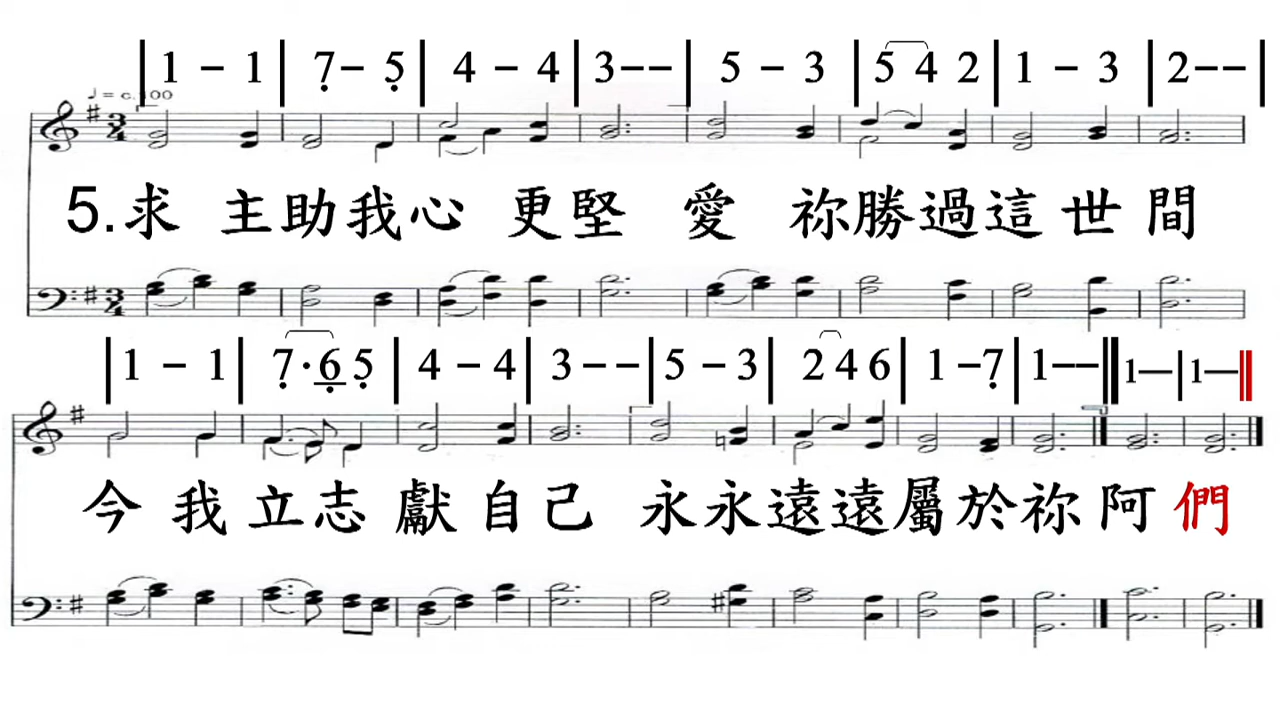 |1 – 1|7̣ – 5̣|4 – 4|3 – –|5 – 3|5 4 2|1 – 3|2 – –|
♩ = c.100
5.求 主助我心 更堅 愛 祢勝過這世間
|1 – 1|7̣ · 6̣ 5̣|4 – 4|3 – –|5 – 3|2 4 6|1 – 7̣|1 – –‖1 —|1 —‖
今 我立志獻自己 永永遠遠屬於祢阿們